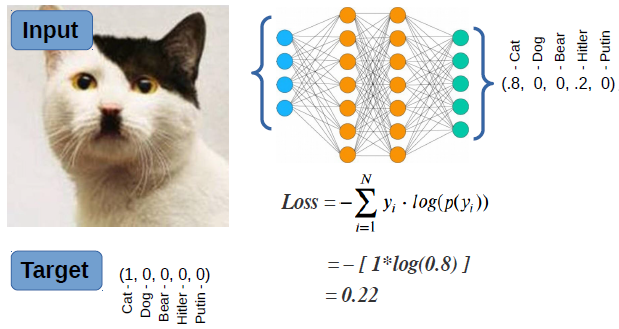 Input
- Cat
- Dog
- Bear
- Hitler
- Putin
(.8, 0, 0, .2, 0)
Loss = - N ∑ i=1 yᵢ · log(p(yᵢ))
= – [ 1*log(0.8) ]
= 0.22
Target
(1, 0, 0, 0, 0)
Cat -
Dog -
Bear -
Hitler -
Putin -